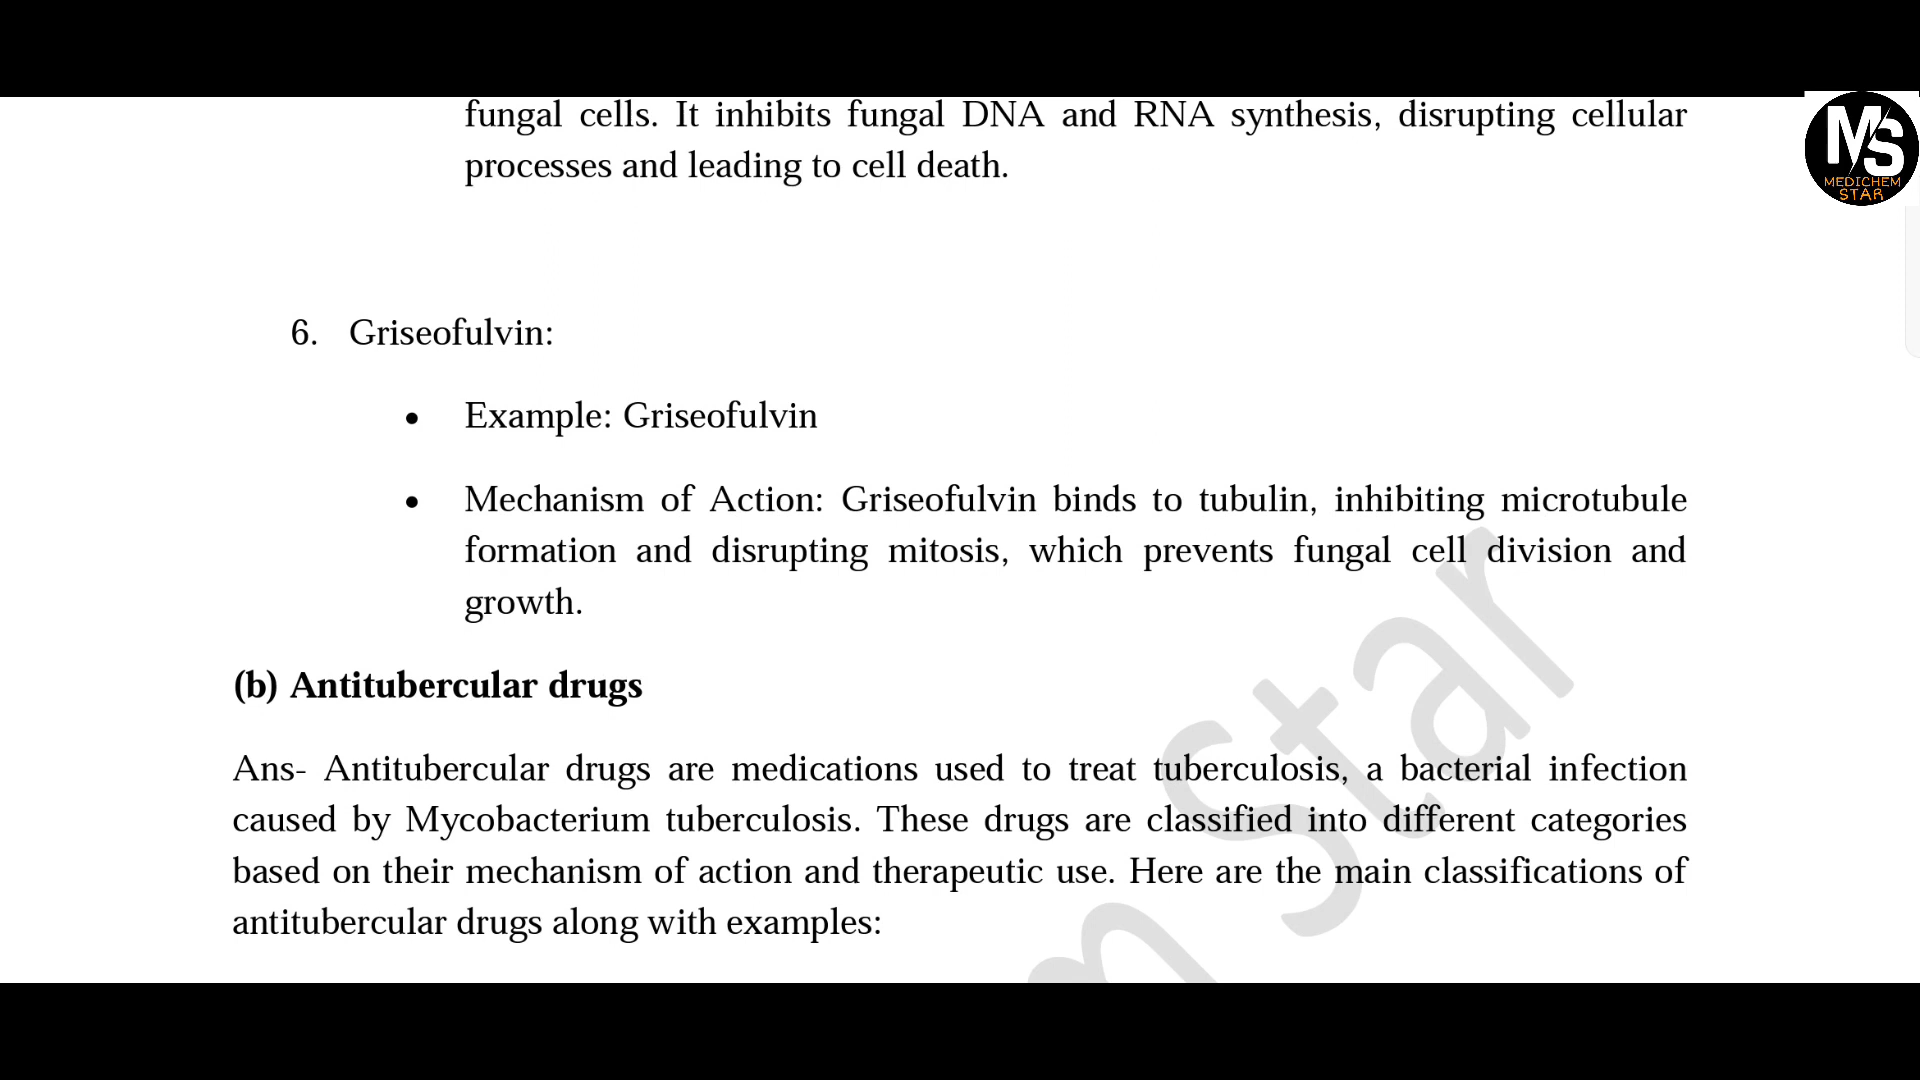 fungal cells. It inhibits fungal DNA and RNA synthesis, disrupting cellular
processes and leading to cell death.
MS
MEDICHEM
STAR
6. Griseofulvin:
• Example: Griseofulvin
• Mechanism of Action: Griseofulvin binds to tubulin, inhibiting microtubule
formation and disrupting mitosis, which prevents fungal cell division and
growth.
(b) Antitubercular drugs
Ans- Antitubercular drugs are medications used to treat tuberculosis, a bacterial infection
caused by Mycobacterium tuberculosis. These drugs are classified into different categories
based on their mechanism of action and therapeutic use. Here are the main classifications of
antitubercular drugs along with examples:
Star